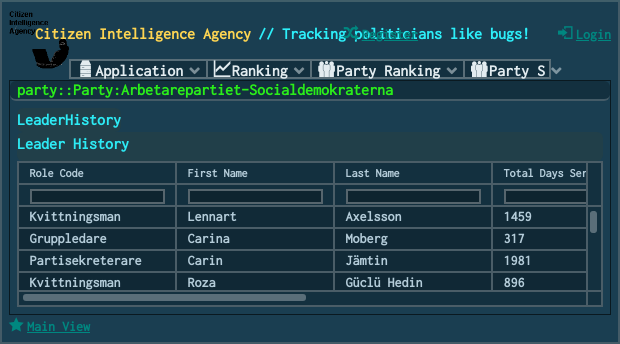 Citizen
Intelligence
Agency
Citizen Intelligence Agency // Tracking politicians like bugs!
Register
Login
Application
Ranking
Party Ranking
Party S
party::Party:Arbetarepartiet-Socialdemokraterna
LeaderHistory
Leader History
Role Code First Name Last Name Total Days Ser
Kvittningsman Lennart Axelsson 1459
Gruppledare Carina Moberg 317
Partisekreterare Carin Jämtin 1981
Kvittningsman Roza Güclü Hedin 896
Main View